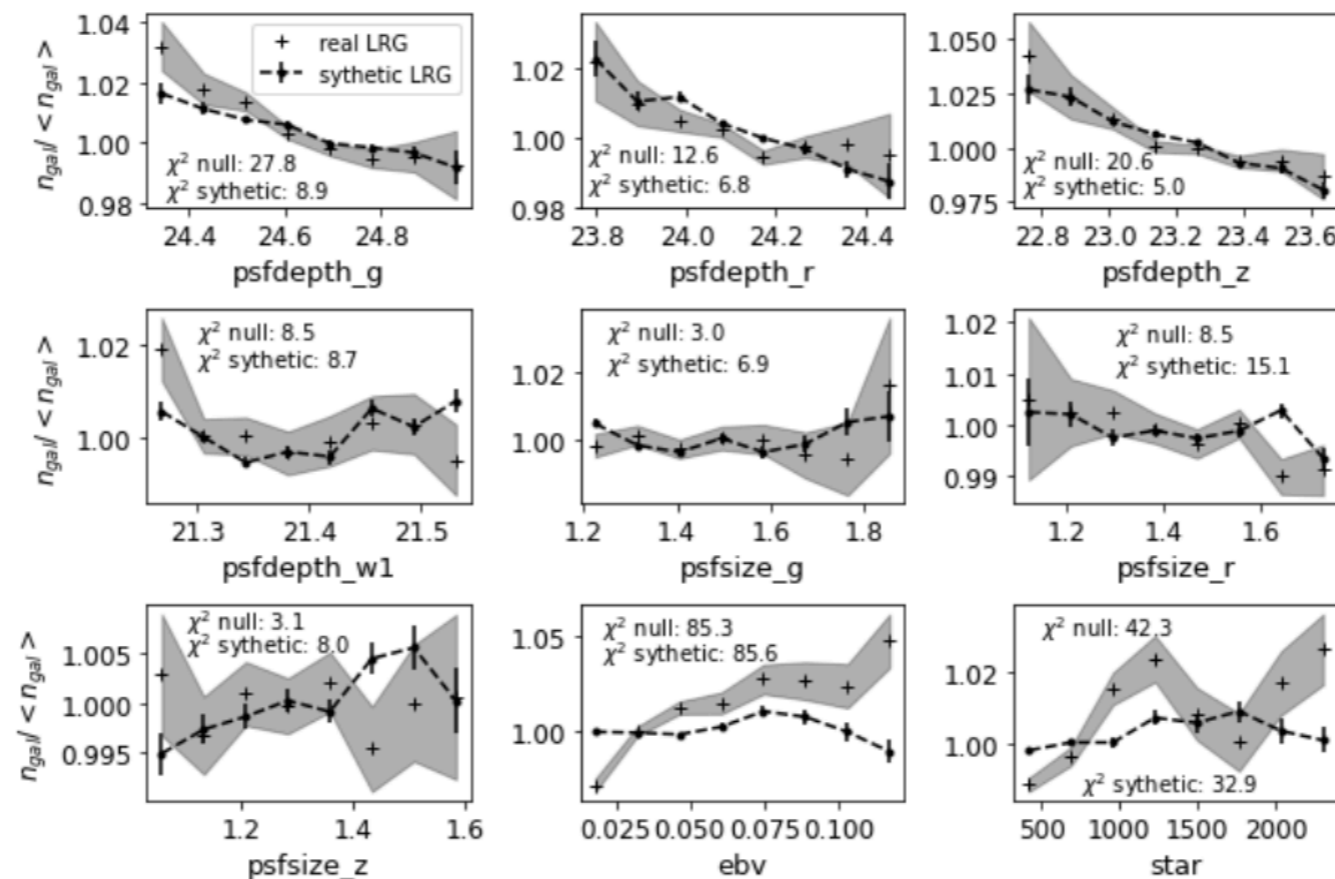 n_gal/ < n_gal >
1.04
1.02
1.00
0.98
real LRG
sythetic LRG
χ² null: 27.8
χ² sythetic: 8.9
24.4 24.6 24.8
psfdepth_g
1.02
1.00
0.98
χ² null: 12.6
χ² sythetic: 6.8
23.8 24.0 24.2 24.4
psfdepth_r
1.050
1.025
1.000
0.975
χ² null: 20.6
χ² sythetic: 5.0
22.8 23.0 23.2 23.4 23.6
psfdepth_z
n_gal/ < n_gal >
1.02
1.00
χ² null: 8.5
χ² sythetic: 8.7
21.3 21.4 21.5
psfdepth_w1
1.02
1.00
χ² null: 3.0
χ² sythetic: 6.9
1.2 1.4 1.6 1.8
psfsize_g
1.02
1.01
1.00
0.99
χ² null: 8.5
χ² sythetic: 15.1
1.2 1.4 1.6
psfsize_r
n_gal/ < n_gal >
1.005
1.000
0.995
χ² null: 3.1
χ² sythetic: 8.0
1.2 1.4 1.6
psfsize_z
1.05
1.00
χ² null: 85.3
χ² sythetic: 85.6
0.025 0.050 0.075 0.100
ebv
1.02
1.00
χ² null: 42.3
χ² sythetic: 32.9
500 1000 1500 2000
star